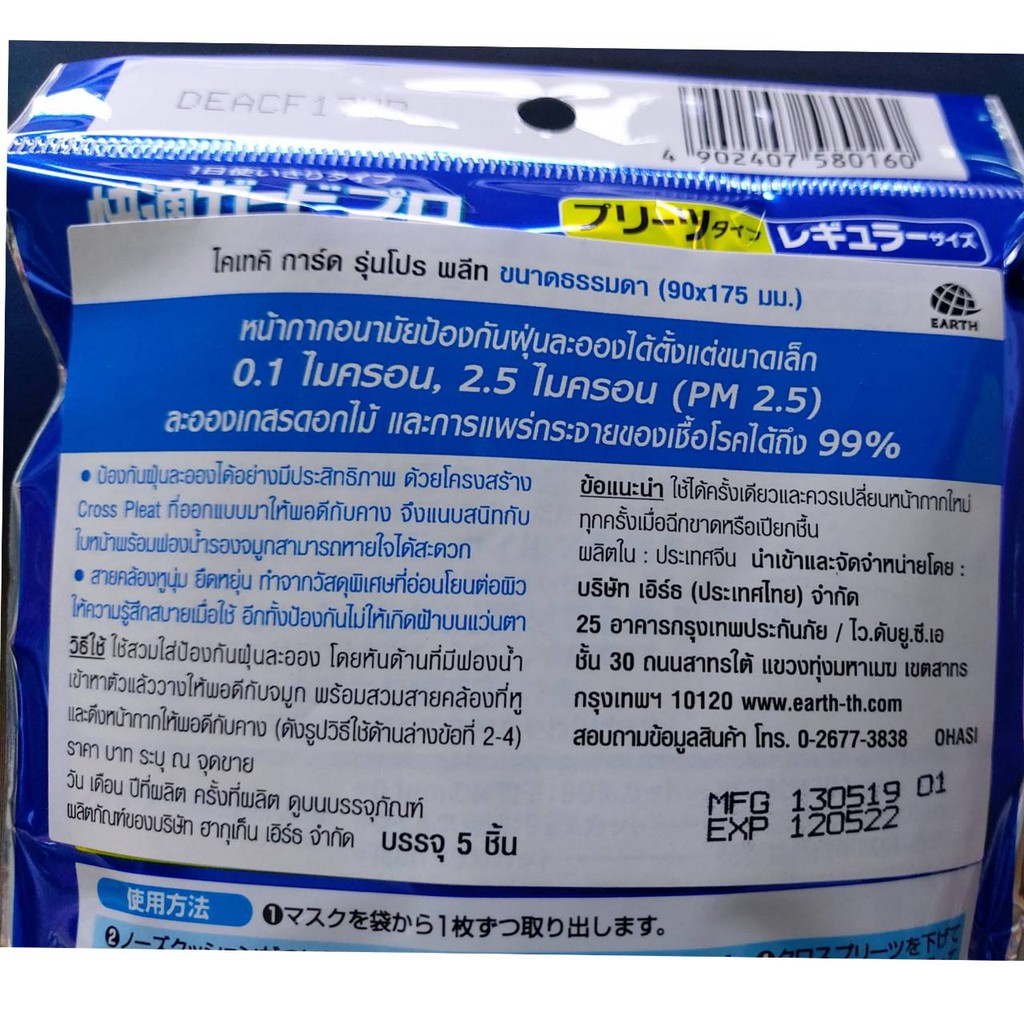 DEACF17
4 902407 580160
1日使いきりタイプ
快適ガードプロ
プリーツタイプ
レギュラーサイズ
ไคเทคิ การ์ด รุ่นโปร พลีท ขนาดธรรมดา (90x175 มม.)
EARTH
หน้ากากอนามัยป้องกันฝุ่นละอองได้ตั้งแต่ขนาดเล็ก
0.1 ไมครอน, 2.5 ไมครอน (PM 2.5)
ละอองเกสรดอกไม้ และการแพร่กระจายของเชื้อโรคได้ถึง 99%
• ป้องกันฝุ่นละอองได้อย่างมีประสิทธิภาพ ด้วยโครงสร้าง
Cross Pleat ที่ออกแบบมาให้พอดีกับคาง จึงแนบสนิทกับ
ใบหน้าพร้อมฟองน้ำรองจมูกสามารถหายใจได้สะดวก
• สายคล้องหูนุ่ม ยืดหยุ่น ทำจากวัสดุพิเศษที่อ่อนโยนต่อผิว
ให้ความรู้สึกสบายเมื่อใช้ อีกทั้งป้องกันไม่ให้เกิดฝ้าบนแว่นตา
วิธีใช้ ใช้สวมใส่ป้องกันฝุ่นละออง โดยหันด้านที่มีฟองน้ำ
เข้าหาตัวแล้ววางให้พอดีกับจมูก พร้อมสวมสายคล้องที่หู
และดึงหน้ากากให้พอดีกับคาง (ดังรูปวิธีใช้ด้านล่างข้อที่ 2-4)
ราคา บาท ระบุ ณ จุดขาย
วัน เดือน ปีที่ผลิต ครั้งที่ผลิต ดูบนบรรจุภัณฑ์
ผลิตภัณฑ์ของบริษัท ฮากุเก็น เอิร์ธ จำกัด บรรจุ 5 ชิ้น
ข้อแนะนำ ใช้ได้ครั้งเดียวและควรเปลี่ยนหน้ากากใหม่
ทุกครั้งเมื่อฉีกขาดหรือเปียกชื้น
ผลิตใน : ประเทศจีน นำเข้าและจัดจำหน่ายโดย :
บริษัท เอิร์ธ (ประเทศไทย) จำกัด
25 อาคารกรุงเทพประกันภัย / ไว.ดับยู.ซี.เอ
ชั้น 30 ถนนสาทรใต้ แขวงทุ่งมหาเมฆ เขตสาทร
กรุงเทพฯ 10120 www.earth-th.com
สอบถามข้อมูลสินค้า โทร. 0-2677-3838 OHASI
MFG 130519 01
EXP 120522
使用方法
❶マスクを袋から1枚ずつ取り出します。
❷ノーズクッションが
クロスプリーツを下げて